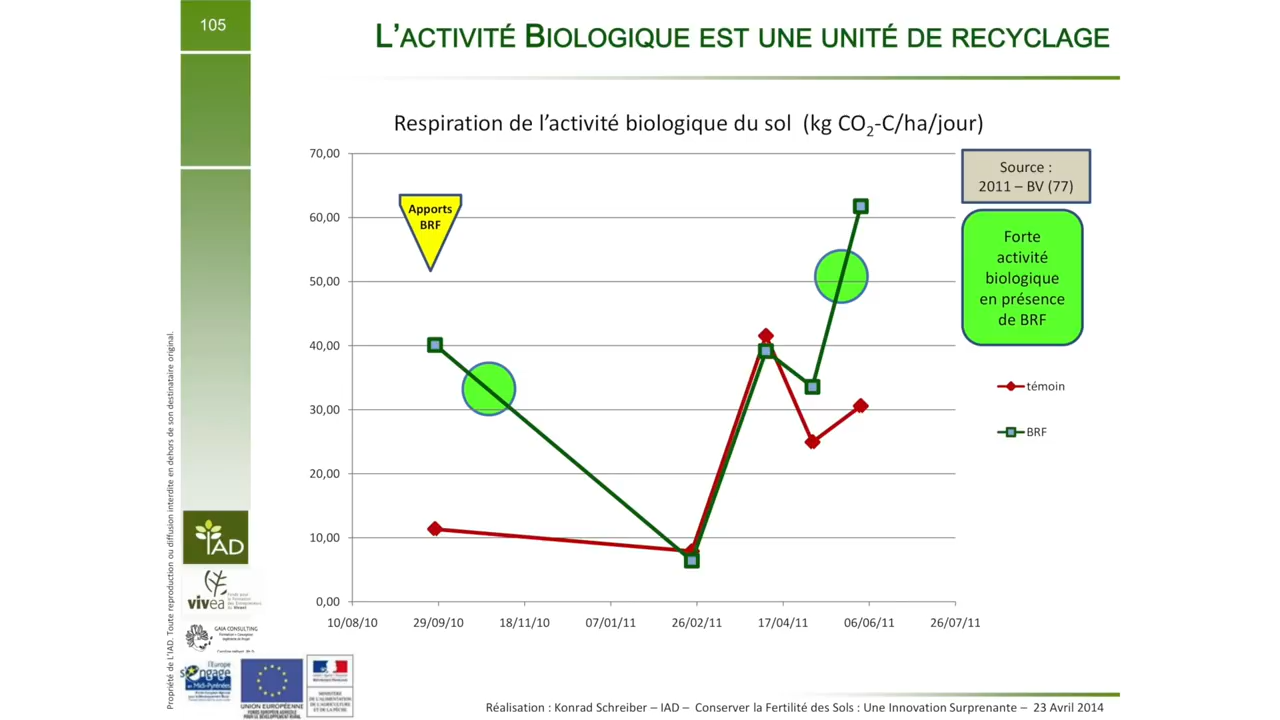 105
L'ACTIVITÉ BIOLOGIQUE EST UNE UNITÉ DE RECYCLAGE
Respiration de l'activité biologique du sol (kg CO2-C/ha/jour)
70,00
60,00
50,00
40,00
30,00
20,00
10,00
0,00
10/08/10
29/09/10
18/11/10
07/01/11
26/02/11
17/04/11
06/06/11
26/07/11
Apports
BRF
Source :
2011 – BV (77)
Forte
activité
biologique
en présence
de BRF
témoin
BRF
Propriété de L'IAD. Toute reproduction ou diffusion interdite en dehors de son destinataire original.
IAD
vivea
GAIA CONSULTING
l'Europe
s'engage
en Midi-Pyrénées
UNION EUROPÉENNE
MINISTÈRE
DE L'ALIMENTATION
DE L'AGRICULTURE
ET DE LA PÊCHE
Réalisation : Konrad Schreiber – IAD – Conserver la Fertilité des Sols : Une Innovation Surprenante – 23 Avril 2014